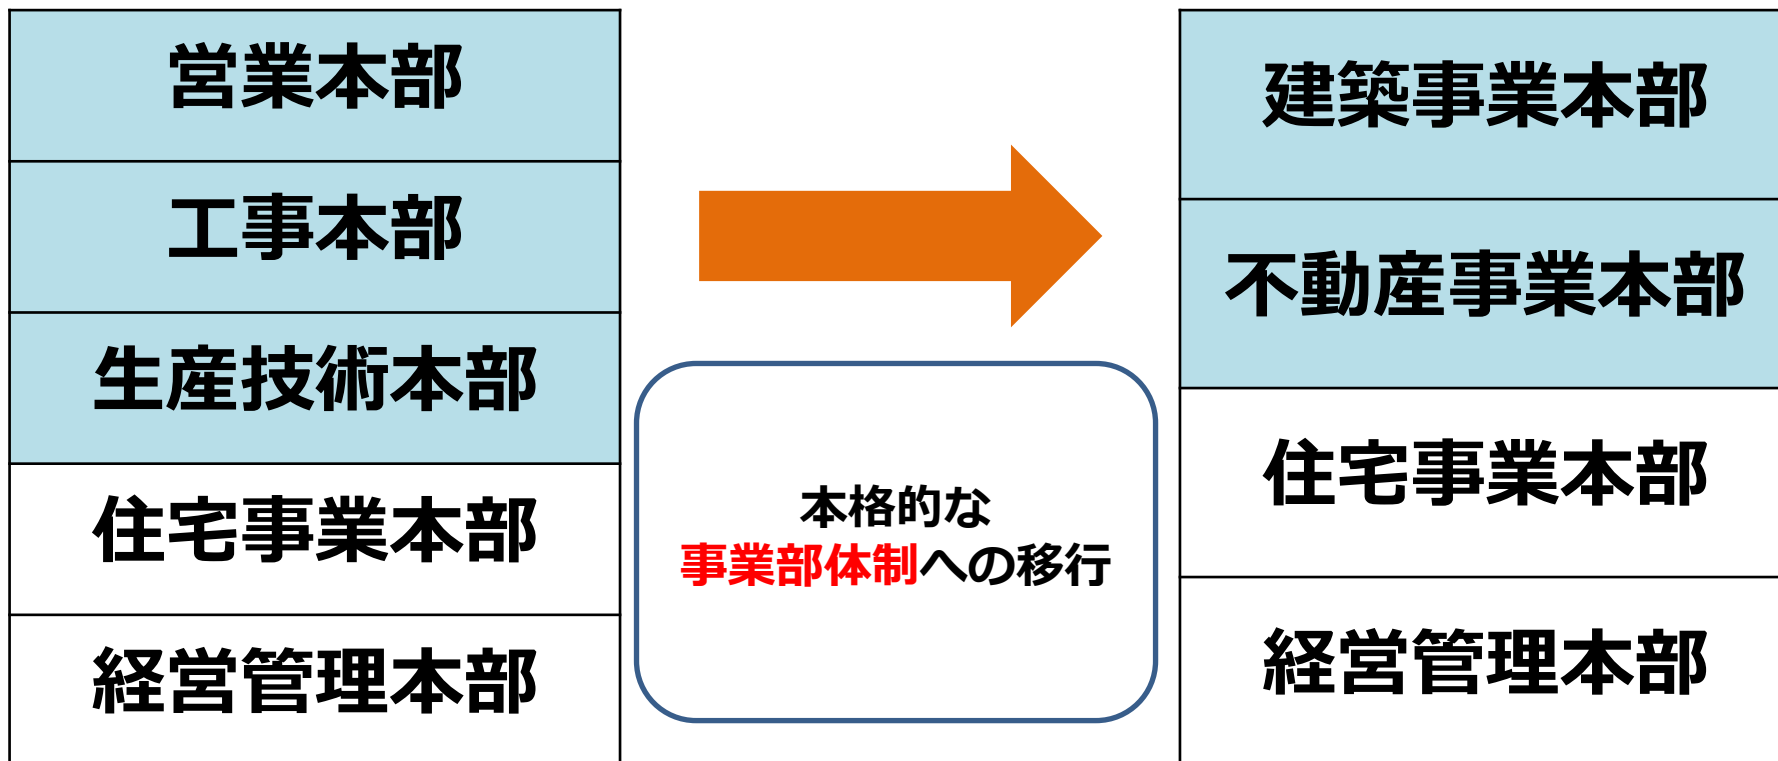 営業本部
工事本部
生産技術本部
住宅事業本部
経営管理本部
本格的な
事業部体制への移行
建築事業本部
不動産事業本部
住宅事業本部
経営管理本部